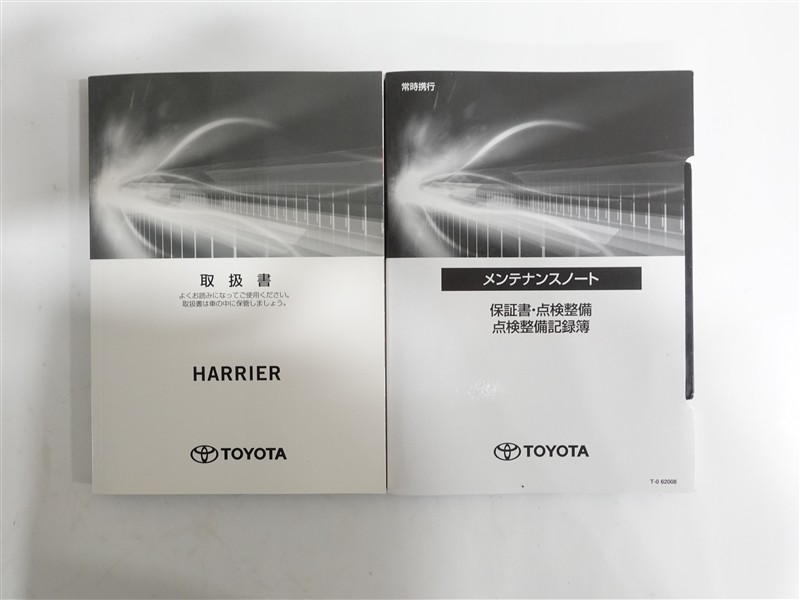 取扱書
よくお読みになってご使用ください。
取扱書は車の中に保管しましょう。
HARRIER
TOYOTA
常時携行
メンテナンスノート
保証書・点検整備
点検整備記録簿
TOYOTA
T-0 62008